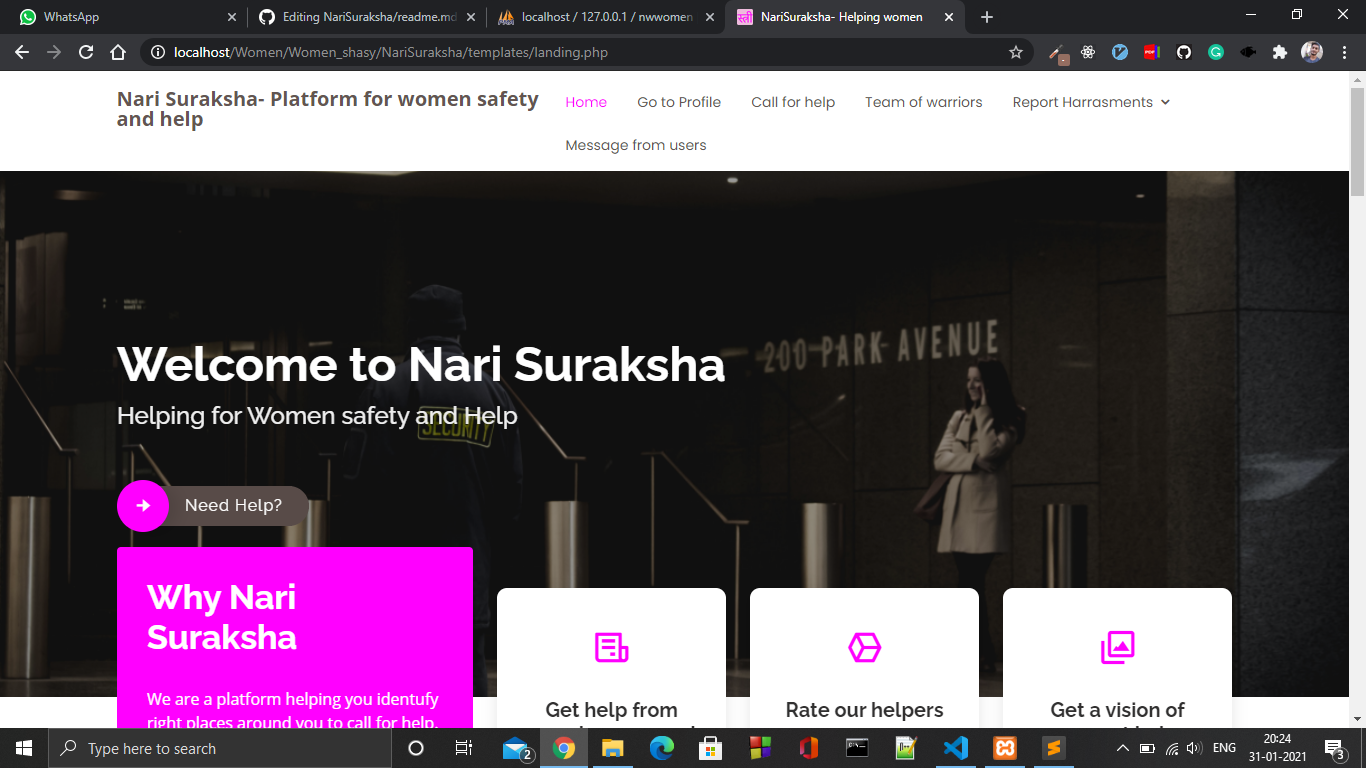 WhatsApp
Editing NariSuraksha/readme.md
localhost / 127.0.0.1 / nwwomen
स्त्री
NariSuraksha- Helping women
localhost/Women/Women_shasy/NariSuraksha/templates/landing.php
PDF
Nari Suraksha- Platform for women safety
and help
Home Go to Profile Call for help Team of warriors Report Harrasments
Message from users
200 PARK AVENUE
Welcome to Nari Suraksha
Helping for Women safety and Help
SECURITY
Need Help?
Why Nari
Suraksha
We are a platform helping you identufy
right places around you to call for help.
Get help from
Rate our helpers
Get a vision of
Type here to search
2
ENG
20:24
31-01-2021
3